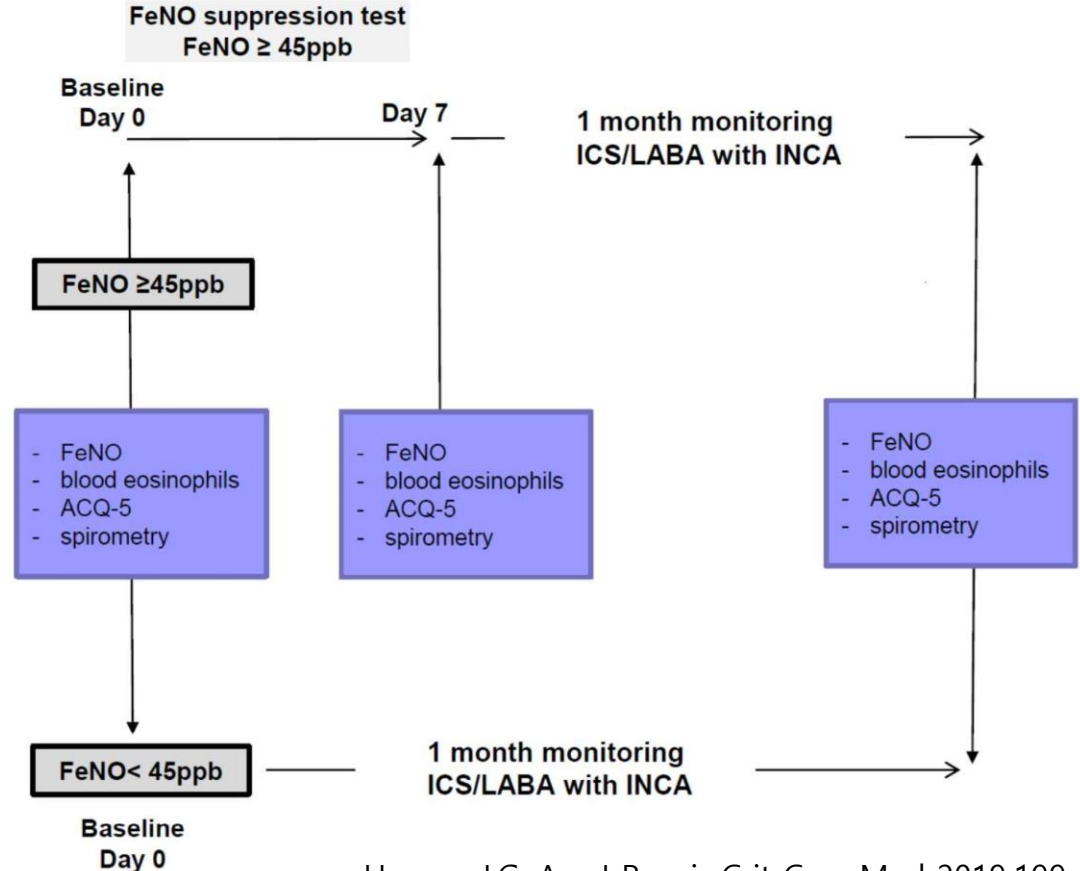 FeNO suppression test
FeNO ≥ 45ppb
Baseline
Day 0
Day 7
1 month monitoring
ICS/LABA with INCA
FeNO ≥45ppb
- FeNO
- blood eosinophils
- ACQ-5
- spirometry
- FeNO
- blood eosinophils
- ACQ-5
- spirometry
- FeNO
- blood eosinophils
- ACQ-5
- spirometry
FeNO< 45ppb
1 month monitoring
ICS/LABA with INCA
Baseline
Day 0